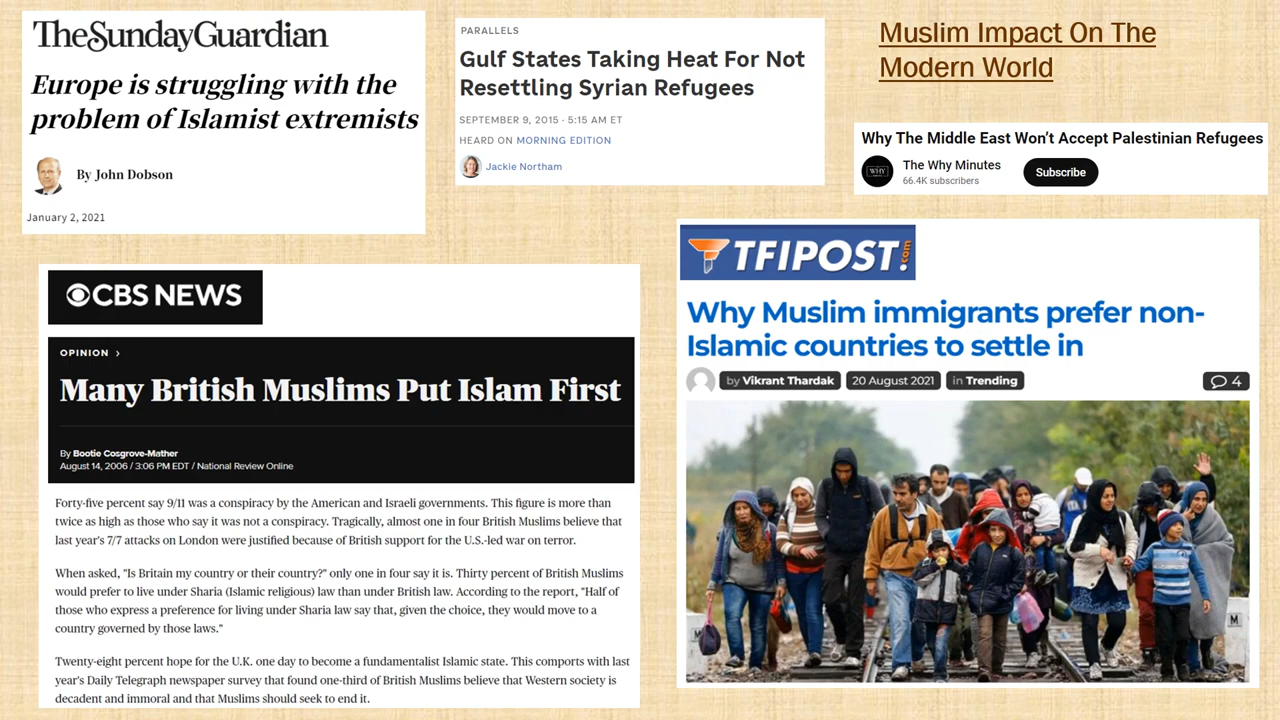 TheSundayGuardian
Europe is struggling with the
problem of Islamist extremists
By John Dobson
January 2, 2021
PARALLELS
Gulf States Taking Heat For Not
Resettling Syrian Refugees
SEPTEMBER 9, 2015 · 5:15 AM ET
HEARD ON MORNING EDITION
Jackie Northam
Muslim Impact On The
Modern World
Why The Middle East Won't Accept Palestinian Refugees
WHY
The Why Minutes
66.4K subscribers
Subscribe
CBS NEWS
OPINION ›
Many British Muslims Put Islam First
By Bootie Cosgrove-Mather
August 14, 2006 / 3:06 PM EDT / National Review Online
Forty-five percent say 9/11 was a conspiracy by the American and Israeli governments. This figure is more than
twice as high as those who say it was not a conspiracy. Tragically, almost one in four British Muslims believe that
last year's 7/7 attacks on London were justified because of British support for the U.S.-led war on terror.
When asked, "Is Britain my country or their country?" only one in four say it is. Thirty percent of British Muslims
would prefer to live under Sharia (Islamic religious) law than under British law. According to the report, "Half of
those who express a preference for living under Sharia law say that, given the choice, they would move to a
country governed by those laws."
Twenty-eight percent hope for the U.K. one day to become a fundamentalist Islamic state. This comports with last
year's Daily Telegraph newspaper survey that found one-third of British Muslims believe that Western society is
decadent and immoral and that Muslims should seek to end it.
TFIPOST.com
Why Muslim immigrants prefer non-
Islamic countries to settle in
by Vikrant Thardak 20 August 2021 in Trending 4
M
M